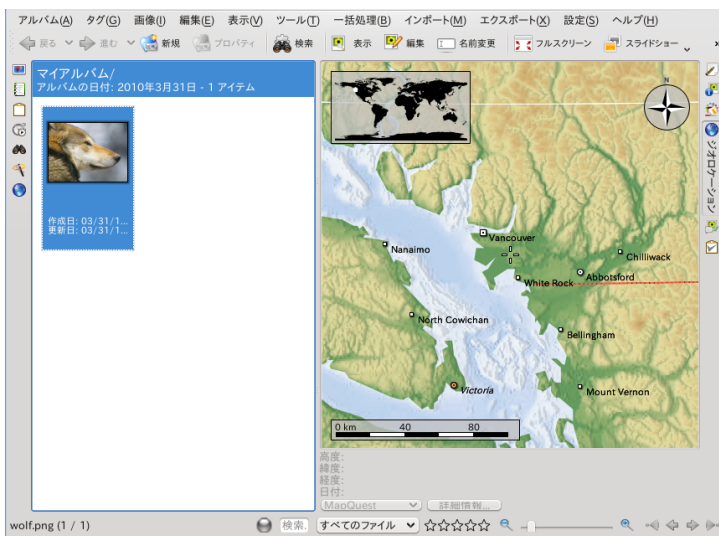 アルバム(A) タグ(G) 画像(I) 編集(E) 表示(V) ツール(T) 一括処理(B) インポート(M) エクスポート(X) 設定(S) ヘルプ(H)
戻る 進む 新規 プロパティ 検索 表示 編集 名前変更 フルスクリーン スライドショー
マイアルバム/
アルバムの日付: 2010年3月31日 - 1 アイテム
作成日: 03/31/1...
更新日: 03/31/1...
N
Vancouver
Nanaimo
Chilliwack
Abbotsford
White Rock
North Cowichan
Bellingham
Victoria
Mount Vernon
0 km 40 80
ジオロケーション
高度:
緯度:
経度:
日付:
MapQuest 詳細情報...
wolf.png (1 / 1) 検索. すべてのファイル